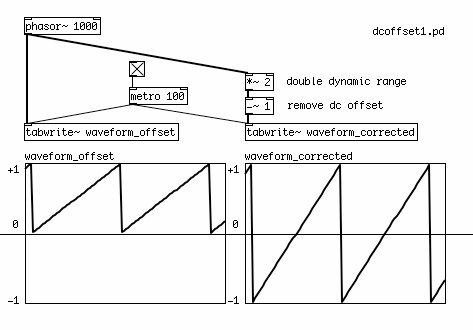 phasor~ 1000
dcoffset1.pd
*~ 2 double dynamic range
metro 100
-~ 1 remove dc offset
tabwrite~ waveform_offset tabwrite~ waveform_corrected
waveform_offset waveform_corrected
+1 +1
0 0
-1 -1